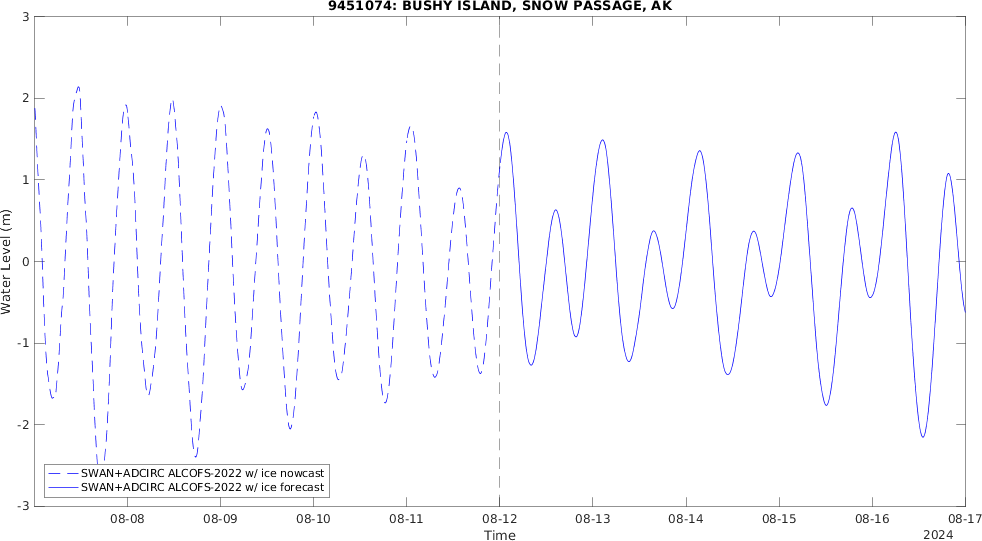 9451074: BUSHY ISLAND, SNOW PASSAGE, AK
3
2
1
0
-1
-2
-3
Water Level (m)
SWAN+ADCIRC ALCOFS-2022 w/ ice nowcast
SWAN+ADCIRC ALCOFS-2022 w/ ice forecast
08-08 08-09 08-10 08-11 08-12 08-13 08-14 08-15 08-16 08-17
Time
2024